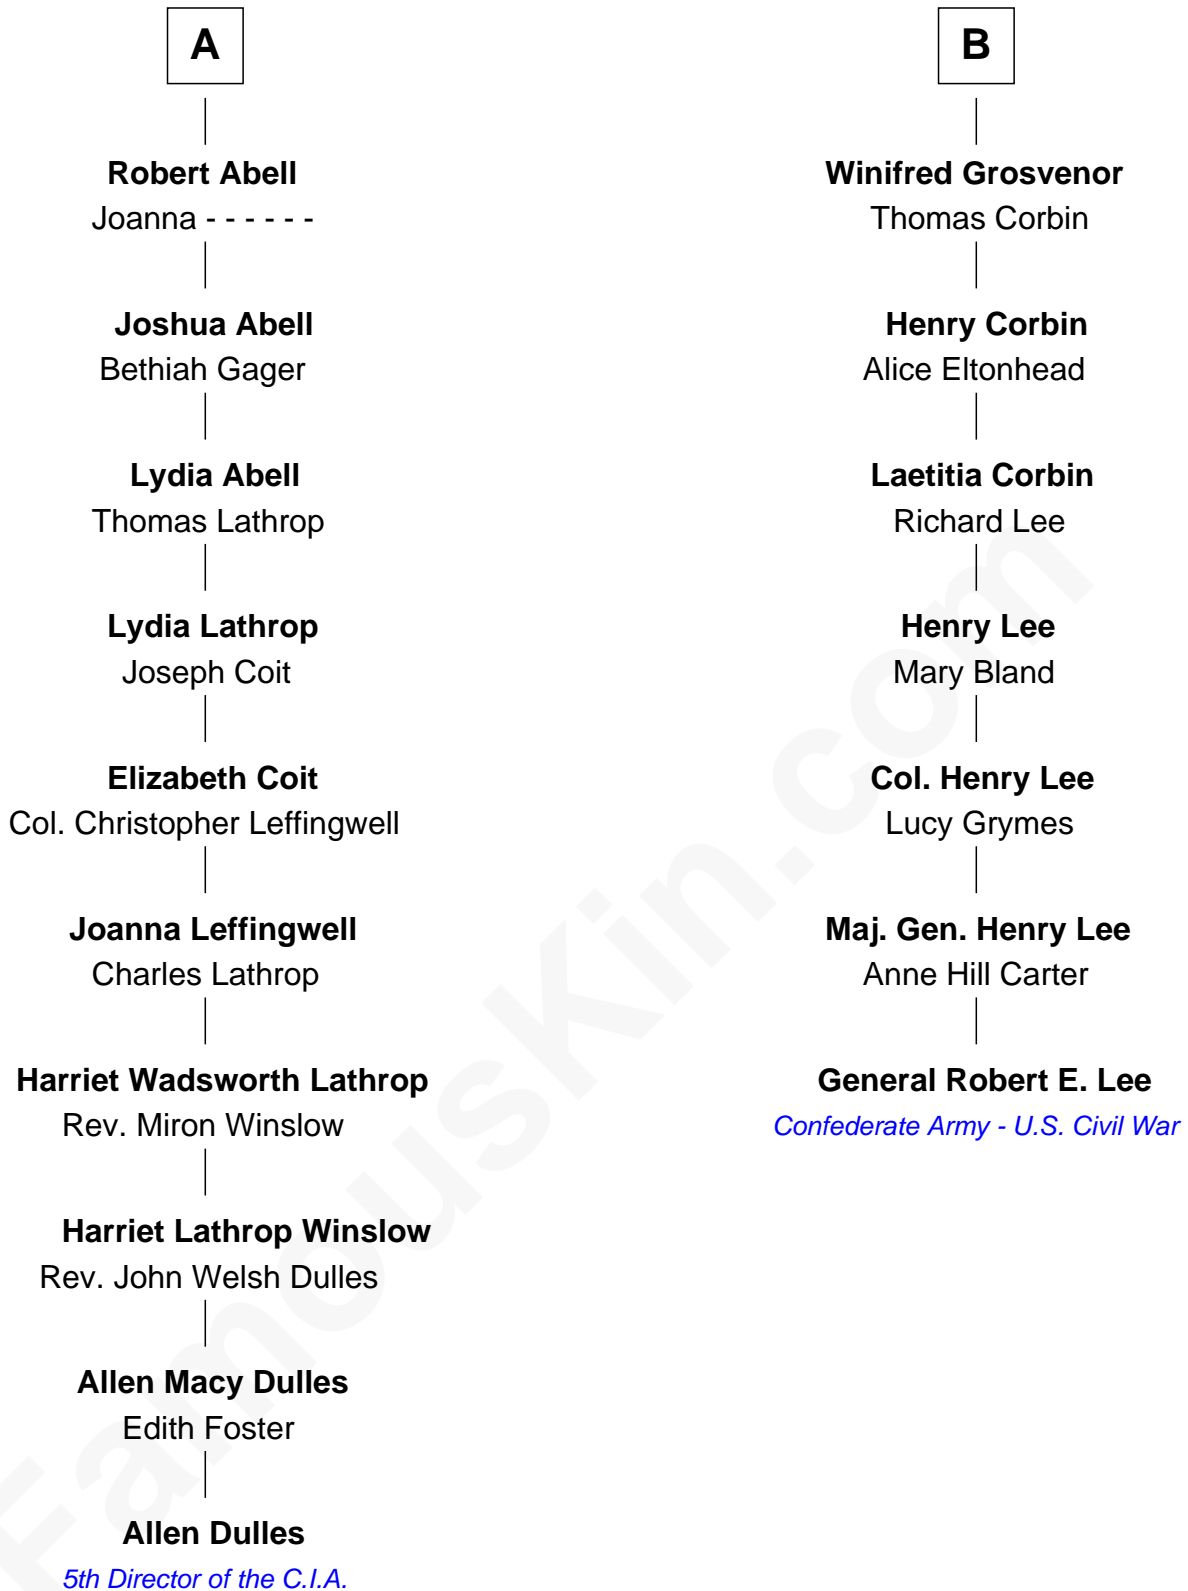 A
Robert Abell
Joanna - - - - - -
Joshua Abell
Bethiah Gager
Lydia Abell
Thomas Lathrop
Lydia Lathrop
Joseph Coit
Elizabeth Coit
Col. Christopher Leffingwell
Joanna Leffingwell
Charles Lathrop
Harriet Wadsworth Lathrop
Rev. Miron Winslow
Harriet Lathrop Winslow
Rev. John Welsh Dulles
Allen Macy Dulles
Edith Foster
Allen Dulles
5th Director of the C.I.A.
B
Winifred Grosvenor
Thomas Corbin
Henry Corbin
Alice Eltonhead
Laetitia Corbin
Richard Lee
Henry Lee
Mary Bland
Col. Henry Lee
Lucy Grymes
Maj. Gen. Henry Lee
Anne Hill Carter
General Robert E. Lee
Confederate Army - U.S. Civil War
FamousKin.com